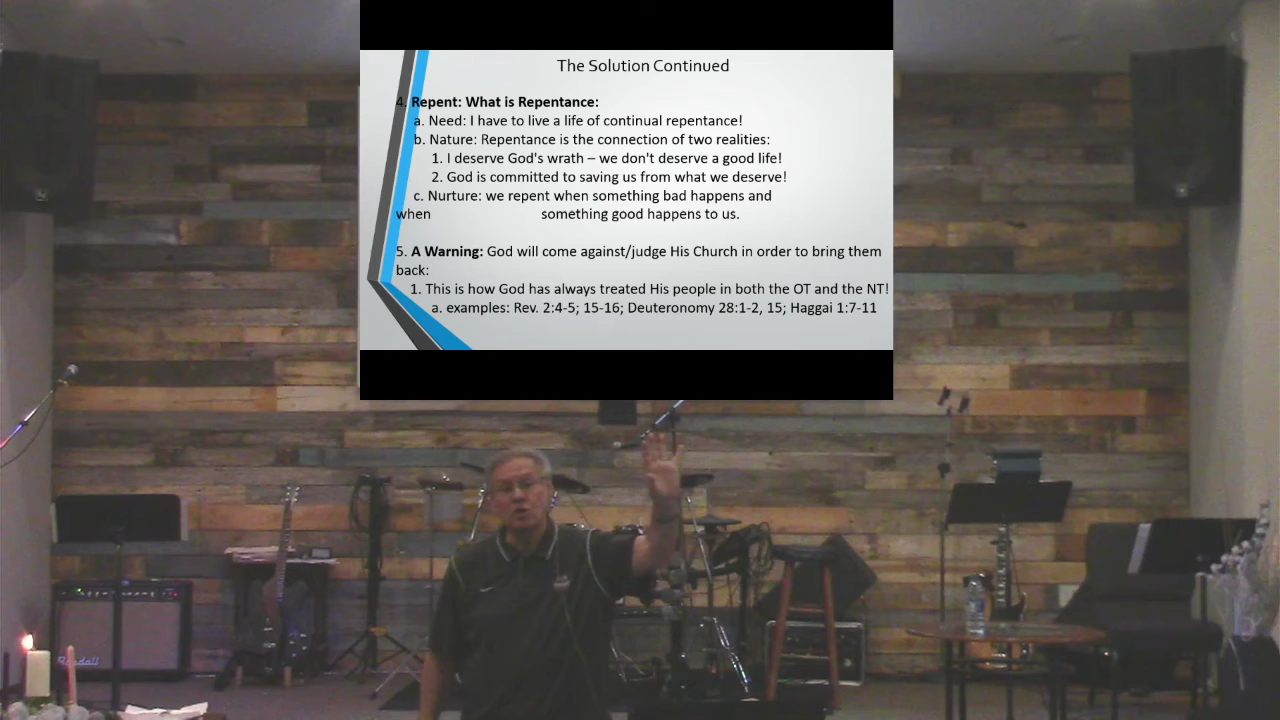 The Solution Continued
4. Repent: What is Repentance:
a. Need: I have to live a life of continual repentance!
b. Nature: Repentance is the connection of two realities:
1. I deserve God's wrath – we don't deserve a good life!
2. God is committed to saving us from what we deserve!
c. Nurture: we repent when something bad happens and
when something good happens to us.
5. A Warning: God will come against/judge His Church in order to bring them
back:
1. This is how God has always treated His people in both the OT and the NT!
a. examples: Rev. 2:4-5; 15-16; Deuteronomy 28:1-2, 15; Haggai 1:7-11
Randall